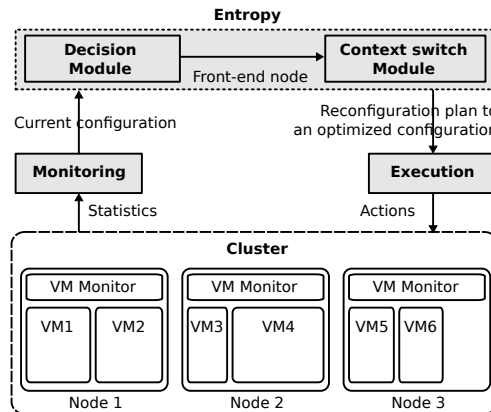 Entropy
Decision
Module
Context switch
Module
Front-end node
Current configuration
Reconfiguration plan to
an optimized configuration
Monitoring
Execution
Statistics
Actions
Cluster
VM Monitor
VM Monitor
VM Monitor
VM1
VM2
VM3
VM4
VM5
VM6
Node 1
Node 2
Node 3